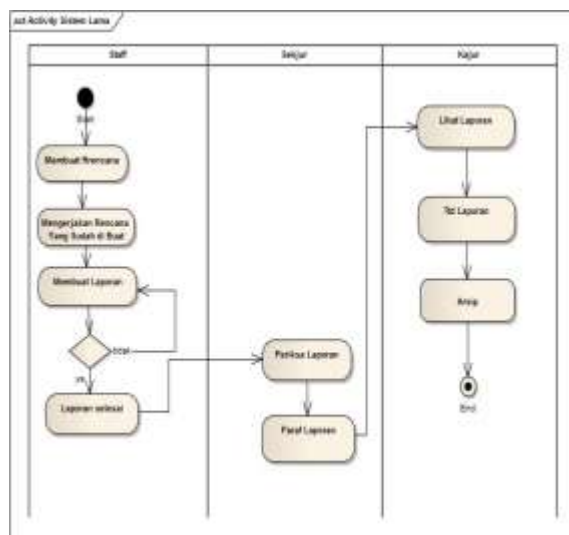 act Activity Sistem Lama
Staff
Sekjur
Kajur
Start
Membuat Rrencana
Mengerjakan Rencana
Yang Sudah di Buat
Membuat Laporan
tidak
ya
Laporan selesai
Periksa Laporan
Paraf Laporan
Lihat Laporan
Ttd Laporan
Arsip
End